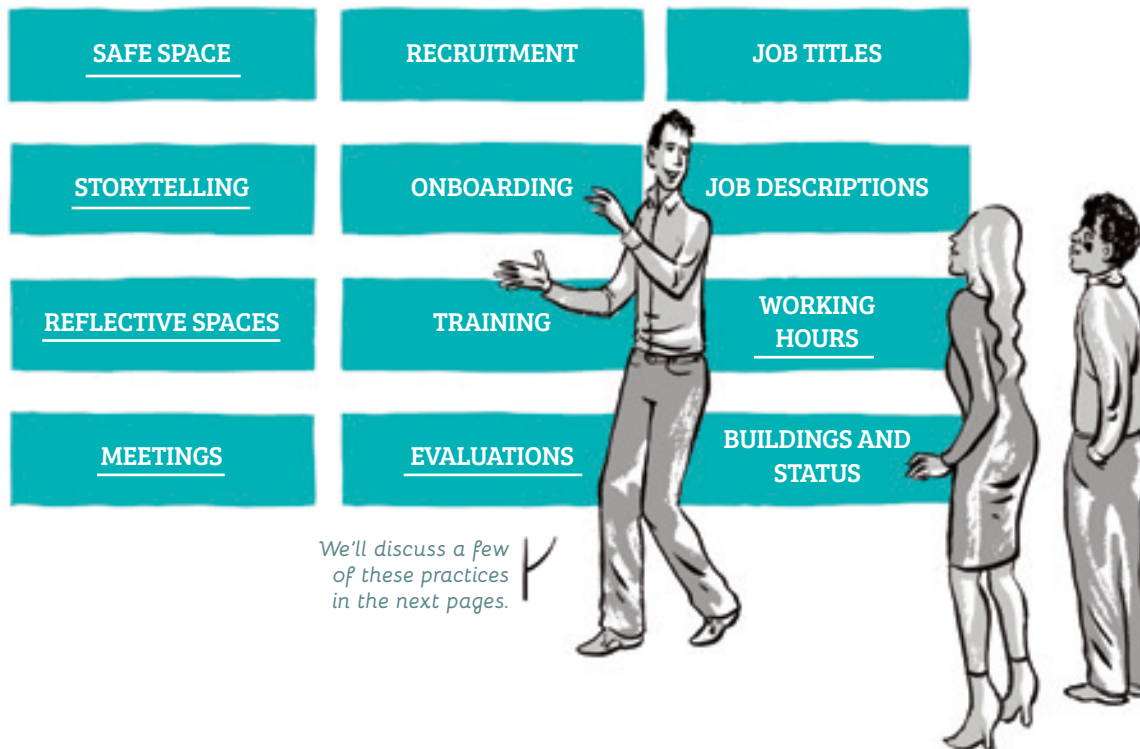 SAFE SPACE
RECRUITMENT
JOB TITLES
STORYTELLING
ONBOARDING
JOB DESCRIPTIONS
REFLECTIVE SPACES
TRAINING
WORKING
HOURS
MEETINGS
EVALUATIONS
BUILDINGS AND
STATUS
We'll discuss a few
of these practices
in the next pages.